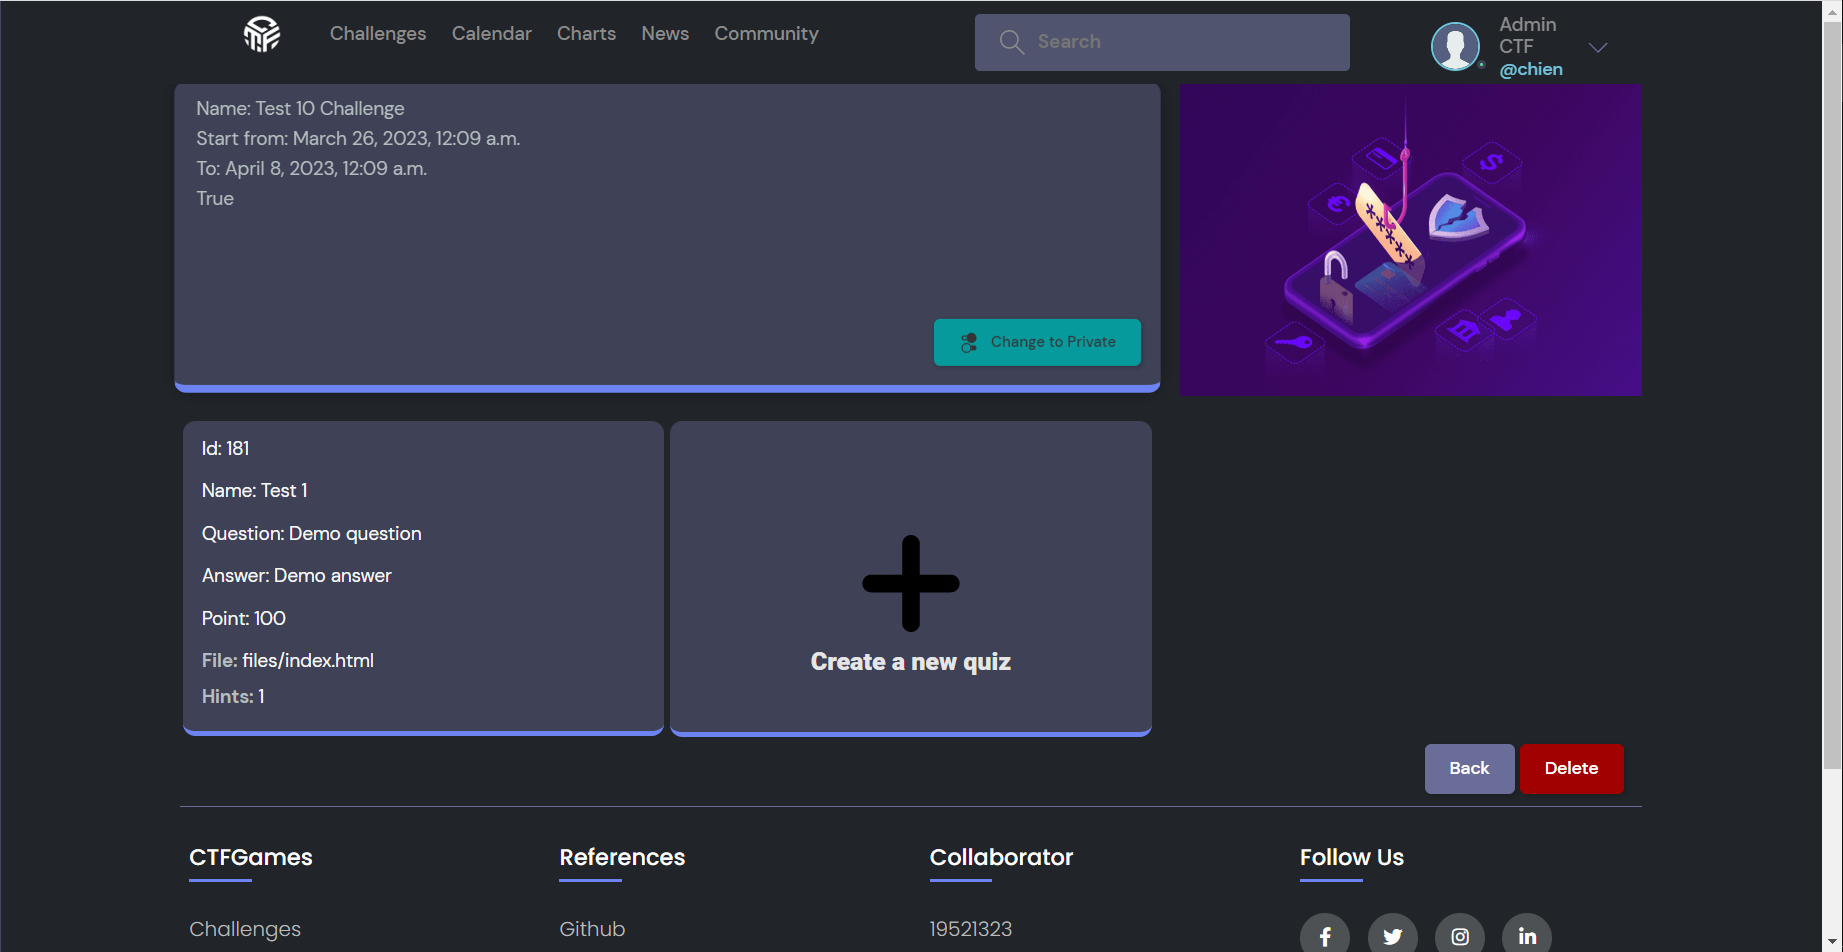 Challenges Calendar Charts News Community
Search
Admin
CTF
@chien
Name: Test 10 Challenge
Start from: March 26, 2023, 12:09 a.m.
To: April 8, 2023, 12:09 a.m.
True
Change to Private
Id: 181
Name: Test 1
Question: Demo question
Answer: Demo answer
Point: 100
File: files/index.html
Hints: 1
Create a new quiz
Back Delete
CTFGames References Collaborator Follow Us
Challenges Github 19521323